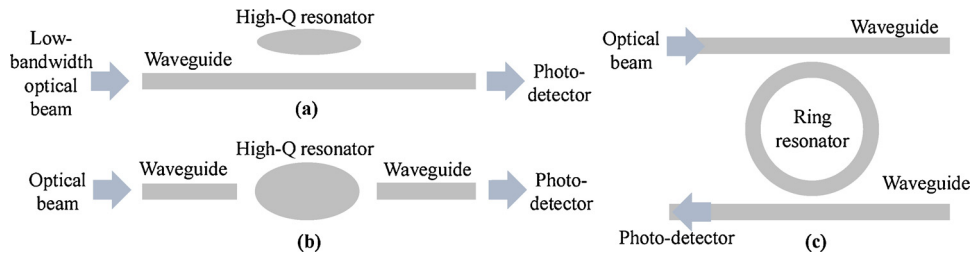 High-Q resonator
Low-
bandwidth
optical
beam
Waveguide
Photo-
detector
(a)
High-Q resonator
Optical
beam
Waveguide
Waveguide
Photo-
detector
(b)
Waveguide
Optical
beam
Ring
resonator
Waveguide
Photo-detector
(c)